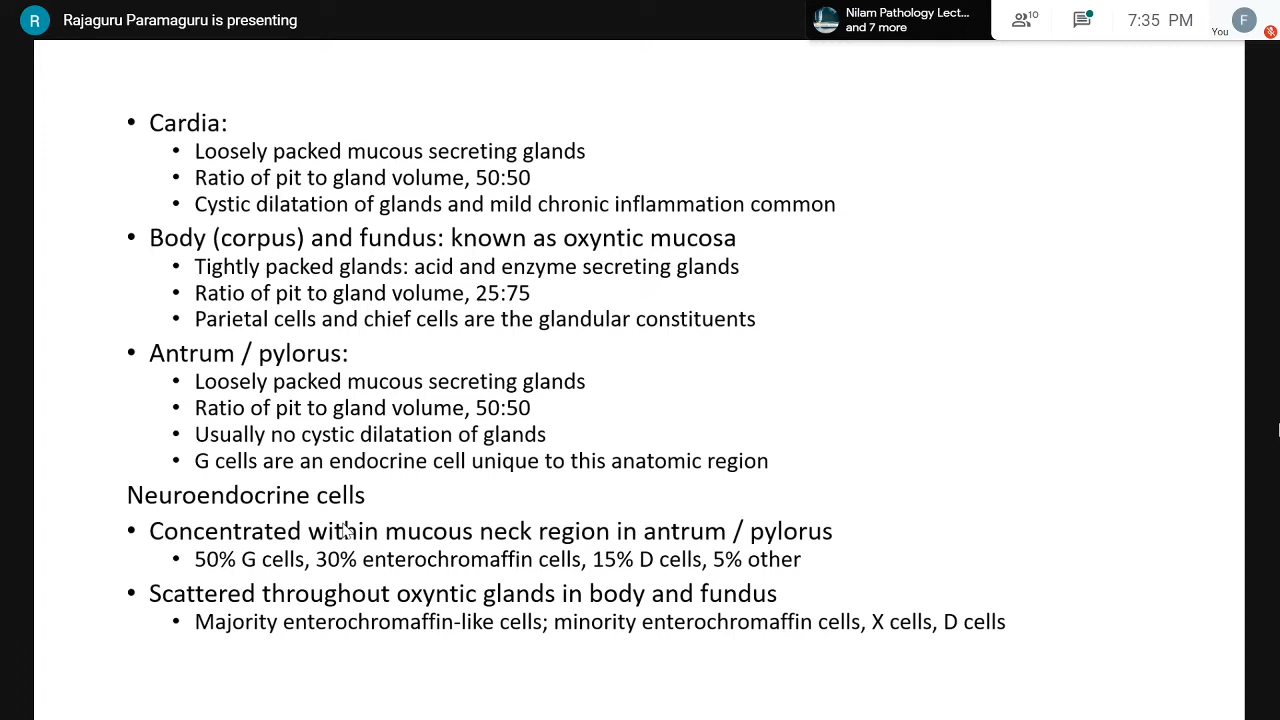 R Rajaguru Paramaguru is presenting
Nilam Pathology Lect...
and 7 more
10
7:35 PM
You
F
• Cardia:
• Loosely packed mucous secreting glands
• Ratio of pit to gland volume, 50:50
• Cystic dilatation of glands and mild chronic inflammation common
• Body (corpus) and fundus: known as oxyntic mucosa
• Tightly packed glands: acid and enzyme secreting glands
• Ratio of pit to gland volume, 25:75
• Parietal cells and chief cells are the glandular constituents
• Antrum / pylorus:
• Loosely packed mucous secreting glands
• Ratio of pit to gland volume, 50:50
• Usually no cystic dilatation of glands
• G cells are an endocrine cell unique to this anatomic region
Neuroendocrine cells
• Concentrated within mucous neck region in antrum / pylorus
• 50% G cells, 30% enterochromaffin cells, 15% D cells, 5% other
• Scattered throughout oxyntic glands in body and fundus
• Majority enterochromaffin-like cells; minority enterochromaffin cells, X cells, D cells